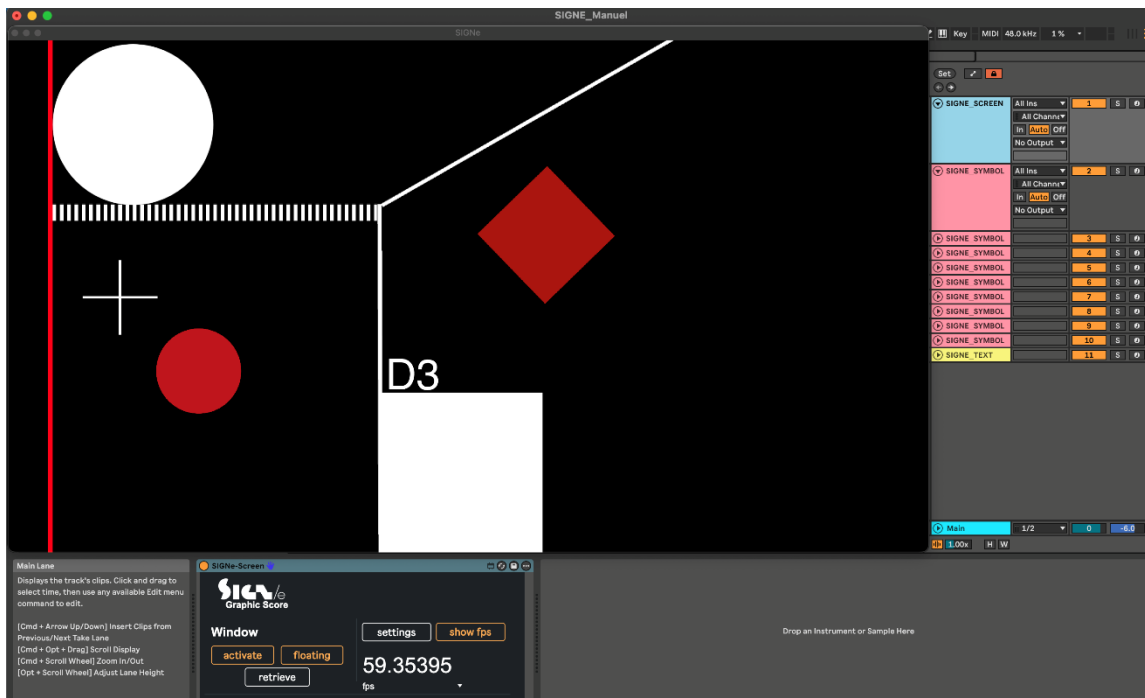 SIGNE_Manuel
SIGNe
Key MIDI 48.0 kHz 1 %
Set
SIGNE_SCREEN All Ins 1 S
All Channe
In Auto Off
No Output
SIGNE_SYMBOL All Ins 2 S
All Channe
In Auto Off
No Output
SIGNE_SYMBOL 3 S
SIGNE_SYMBOL 4 S
SIGNE_SYMBOL 5 S
SIGNE_SYMBOL 6 S
SIGNE_SYMBOL 7 S
SIGNE_SYMBOL 8 S
SIGNE_SYMBOL 9 S
SIGNE_SYMBOL 10 S
SIGNE_TEXT 11 S
D3
Main 1/2 0 -6.0
1.00x H W
Main Lane
Displays the track's clips. Click and drag to
select time, then use any available Edit menu
command to edit.
[Cmd + Arrow Up/Down] Insert Clips from
Previous/Next Take Lane
[Cmd + Opt + Drag] Scroll Display
[Cmd + Scroll Wheel] Zoom In/Out
[Opt + Scroll Wheel] Adjust Lane Height
SIGNe-Screen
SIGN/e
Graphic Score
Window
settings show fps
activate floating
retrieve
59.35395
fps
Drop an Instrument or Sample Here